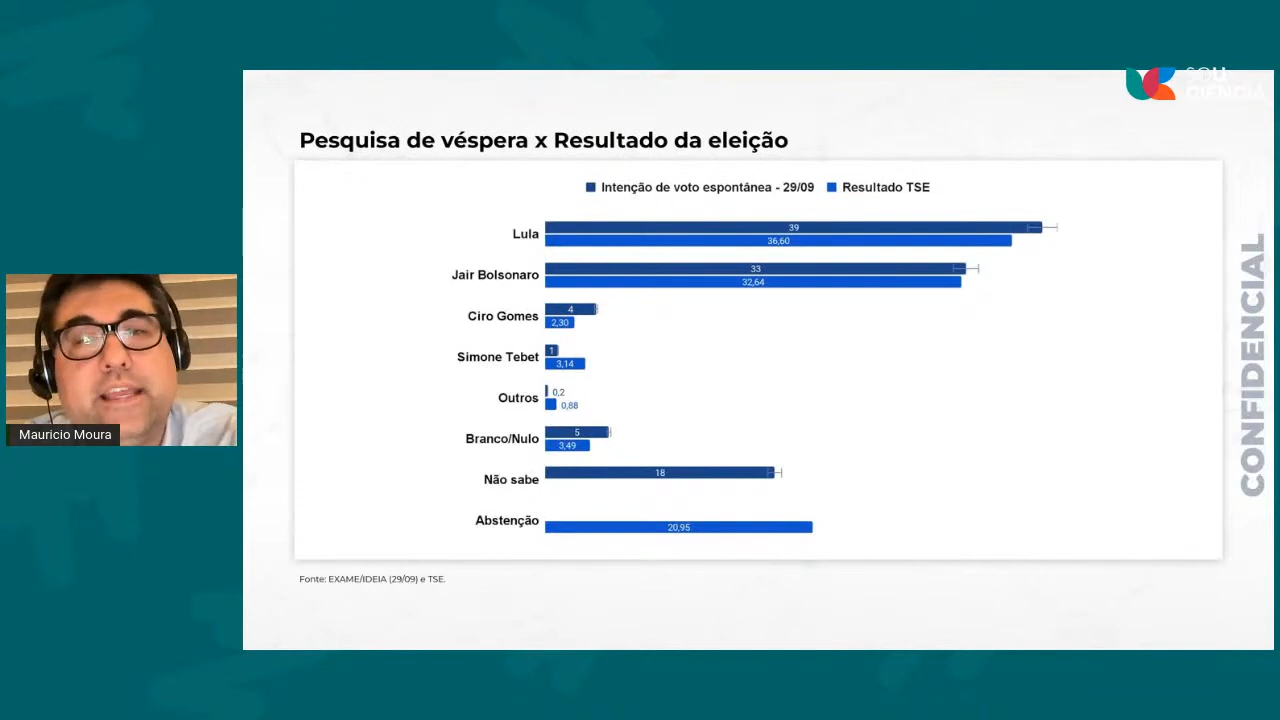 SOU
CIÊNCIA
Pesquisa de véspera x Resultado da eleição
Intenção de voto espontânea - 29/09 Resultado TSE
Lula 39
36,60
Jair Bolsonaro 33
32,64
Ciro Gomes 4
2,30
Simone Tebet 1
3,14
Outros 0,2
0,88
Branco/Nulo 5
3,49
Não sabe 18
Abstenção 20,95
Fonte: EXAME/IDEIA (29/09) e TSE.
CONFIDENCIAL
Mauricio Moura